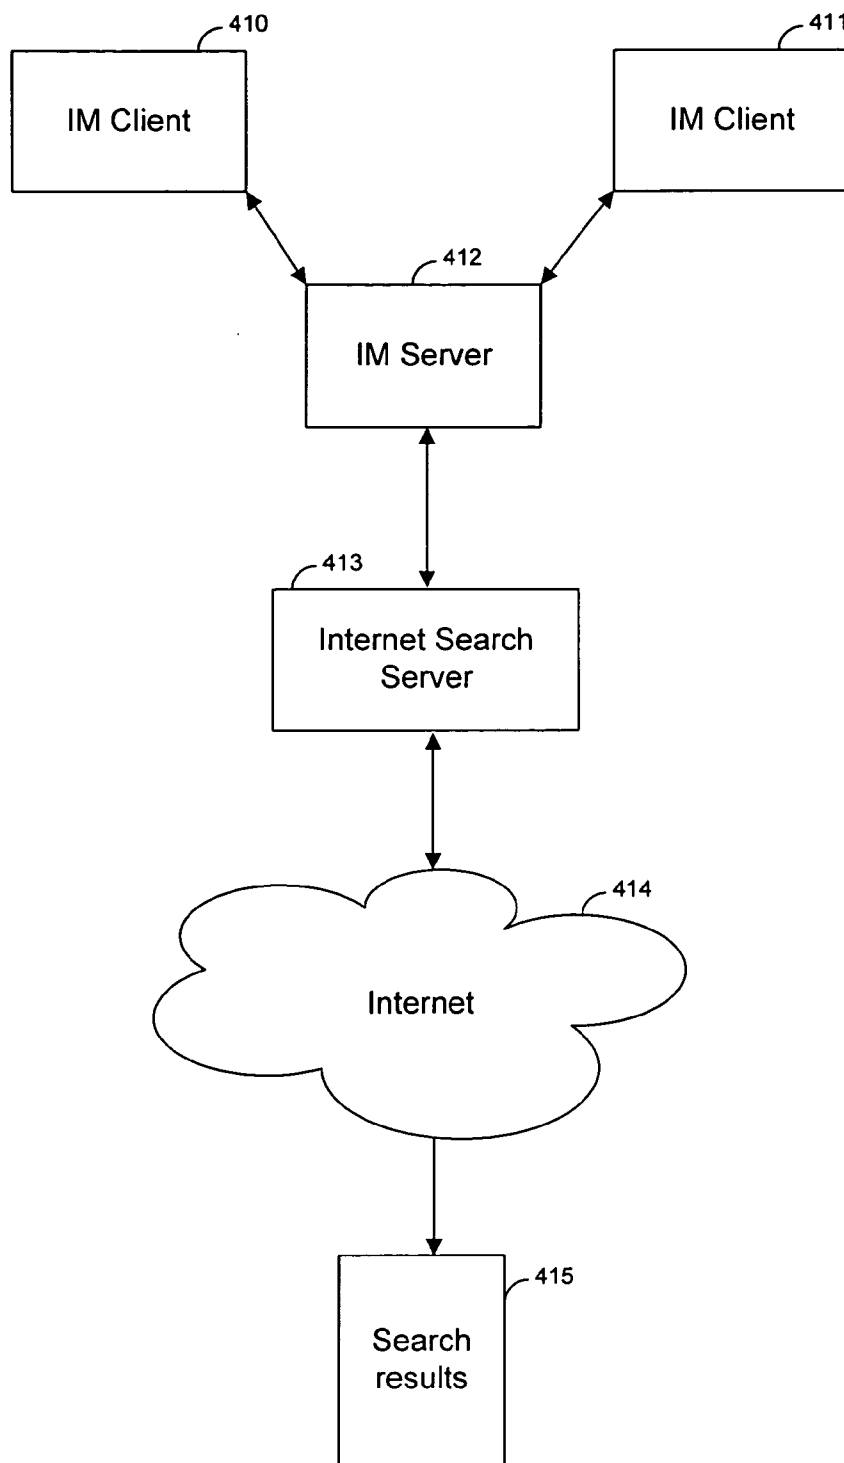 410
411
IM Client
IM Client
412
IM Server
413
Internet Search
Server
414
Internet
415
Search
results